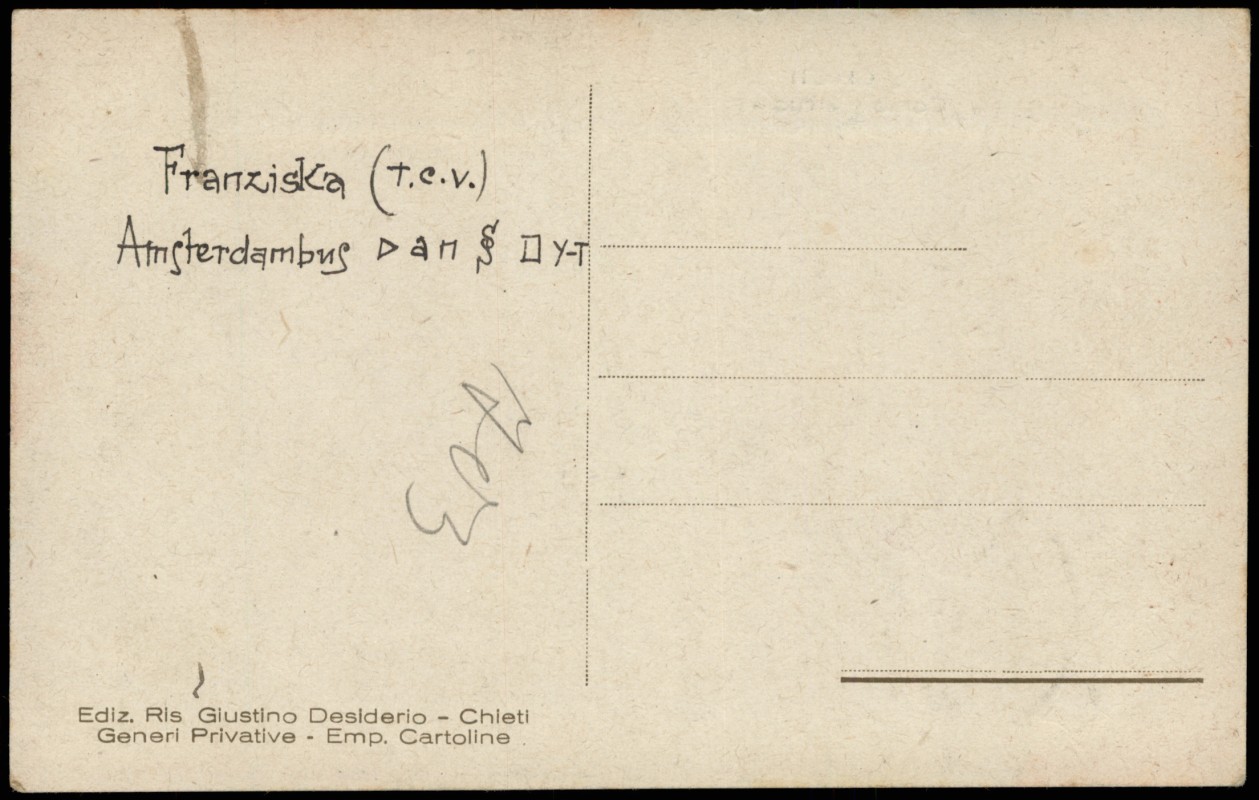 Franziska (t.c.v.)
Amsterdambus ▷ a n § ▯ y-T
Ediz. Ris Giustino Desiderio - Chieti
Generi Privative - Emp. Cartoline